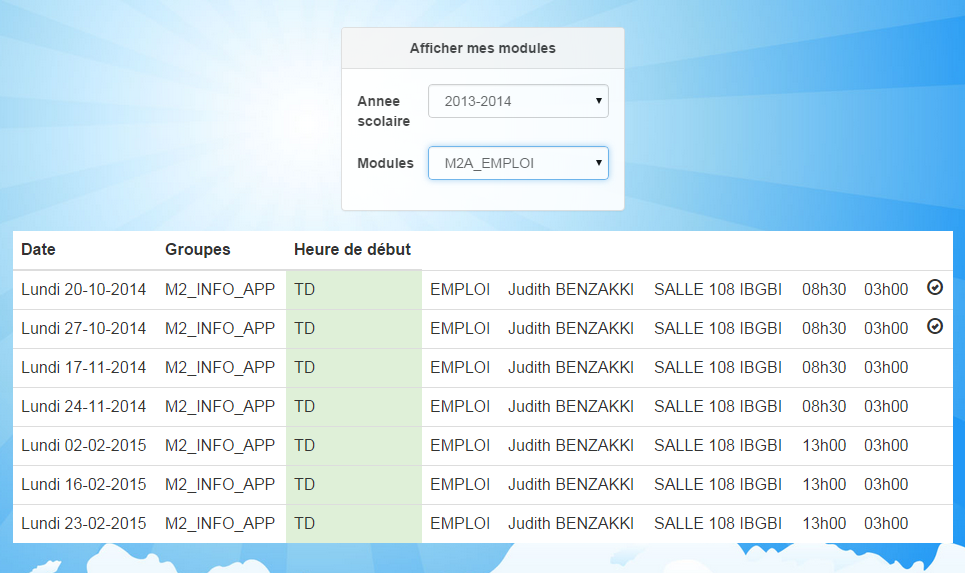 Afficher mes modules
Annee scolaire 2013-2014
Modules M2A_EMPLOI
Date Groupes Heure de début
Lundi 20-10-2014 M2_INFO_APP TD EMPLOI Judith BENZAKKI SALLE 108 IBGBI 08h30 03h00
Lundi 27-10-2014 M2_INFO_APP TD EMPLOI Judith BENZAKKI SALLE 108 IBGBI 08h30 03h00
Lundi 17-11-2014 M2_INFO_APP TD EMPLOI Judith BENZAKKI SALLE 108 IBGBI 08h30 03h00
Lundi 24-11-2014 M2_INFO_APP TD EMPLOI Judith BENZAKKI SALLE 108 IBGBI 08h30 03h00
Lundi 02-02-2015 M2_INFO_APP TD EMPLOI Judith BENZAKKI SALLE 108 IBGBI 13h00 03h00
Lundi 16-02-2015 M2_INFO_APP TD EMPLOI Judith BENZAKKI SALLE 108 IBGBI 13h00 03h00
Lundi 23-02-2015 M2_INFO_APP TD EMPLOI Judith BENZAKKI SALLE 108 IBGBI 13h00 03h00